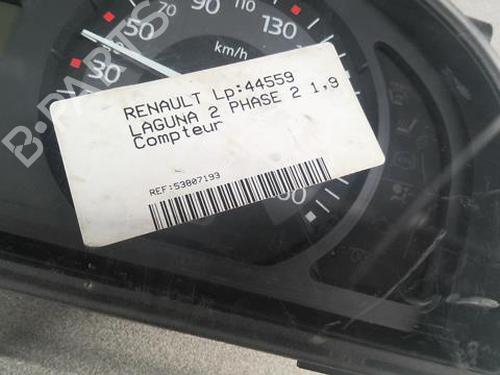 70 90 110
50 130
30
km/h
RENAULT Lp:44559
LAGUNA 2 PHASE 2 1,9
Compteur
REF:53807193
B-PARTS